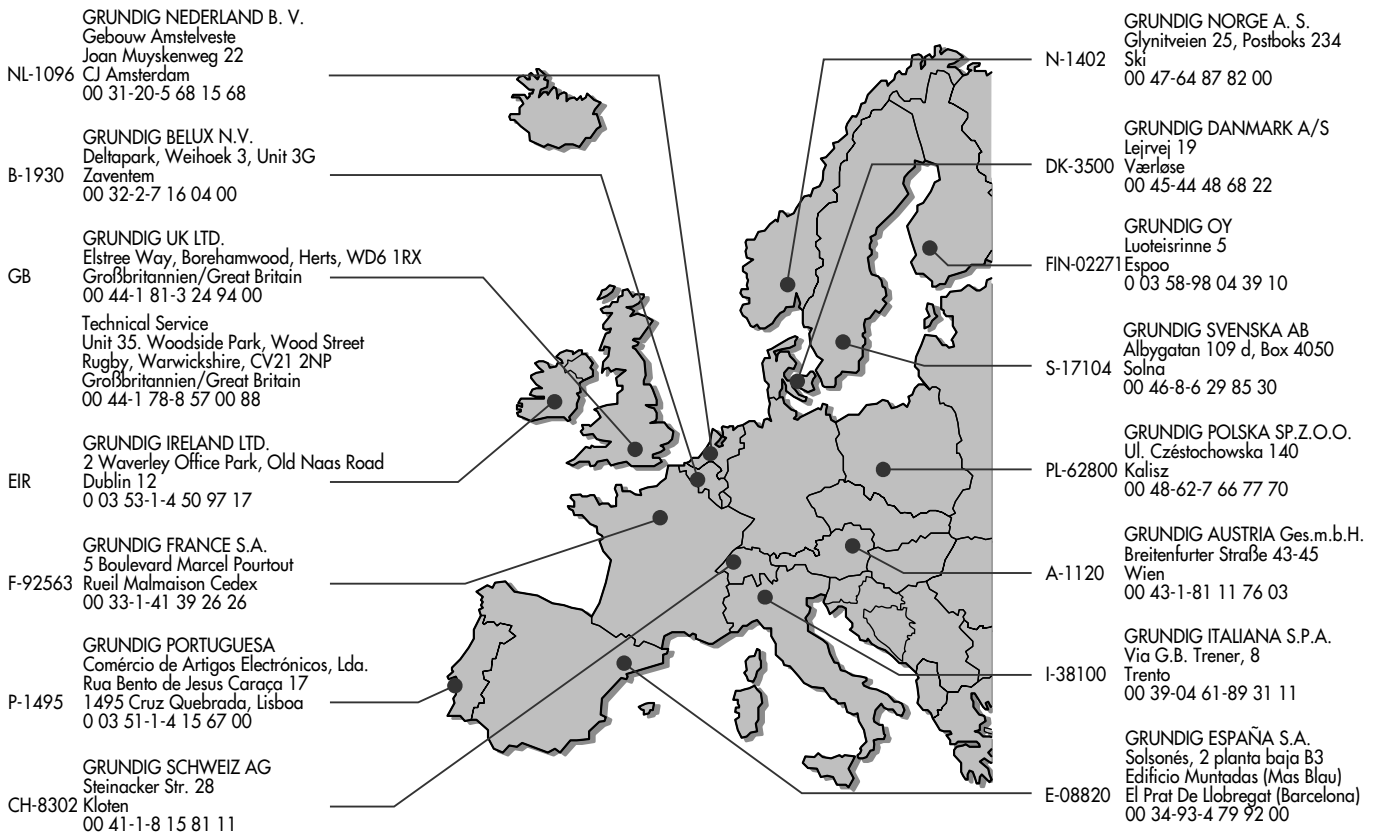 GRUNDIG NEDERLAND B. V.
Gebouw Amstelveste
Joan Muyskenweg 22
NL-1096 CJ Amsterdam
00 31-20-5 68 15 68
GRUNDIG BELUX N.V.
Deltapark, Weihoek 3, Unit 3G
B-1930 Zaventem
00 32-2-7 16 04 00
GRUNDIG UK LTD.
Elstree Way, Borehamwood, Herts, WD6 1RX
GB Großbritannien/Great Britain
00 44-1 81-3 24 94 00
Technical Service
Unit 35. Woodside Park, Wood Street
Rugby, Warwickshire, CV21 2NP
Großbritannien/Great Britain
00 44-1 78-8 57 00 88
GRUNDIG IRELAND LTD.
2 Waverley Office Park, Old Naas Road
EIR Dublin 12
0 03 53-1-4 50 97 17
GRUNDIG FRANCE S.A.
5 Boulevard Marcel Pourtout
F-92563 Rueil Malmaison Cedex
00 33-1-41 39 26 26
GRUNDIG PORTUGUESA
Comércio de Artigos Electrónicos, Lda.
Rua Bento de Jesus Caraça 17
P-1495 1495 Cruz Quebrada, Lisboa
0 03 51-1-4 15 67 00
GRUNDIG SCHWEIZ AG
Steinacker Str. 28
CH-8302 Kloten
00 41-1-8 15 81 11
GRUNDIG NORGE A. S.
Glynitveien 25, Postboks 234
N-1402 Ski
00 47-64 87 82 00
GRUNDIG DANMARK A/S
Lejrvej 19
DK-3500 Værløse
00 45-44 48 68 22
GRUNDIG OY
Luoteisrinne 5
FIN-02271 Espoo
0 03 58-98 04 39 10
GRUNDIG SVENSKA AB
Albygatan 109 d, Box 4050
S-17104 Solna
00 46-8-6 29 85 30
GRUNDIG POLSKA SP.Z.O.O.
Ul. Czéstochowska 140
PL-62800 Kalisz
00 48-62-7 66 77 70
GRUNDIG AUSTRIA Ges.m.b.H.
Breitenfurter Straße 43-45
A-1120 Wien
00 43-1-81 11 76 03
GRUNDIG ITALIANA S.P.A.
Via G.B. Trener, 8
I-38100 Trento
00 39-04 61-89 31 11
GRUNDIG ESPAÑA S.A.
Solsonés, 2 planta baja B3
Edificio Muntadas (Mas Blau)
E-08820 El Prat De Llobregat (Barcelona)
00 34-93-4 79 92 00